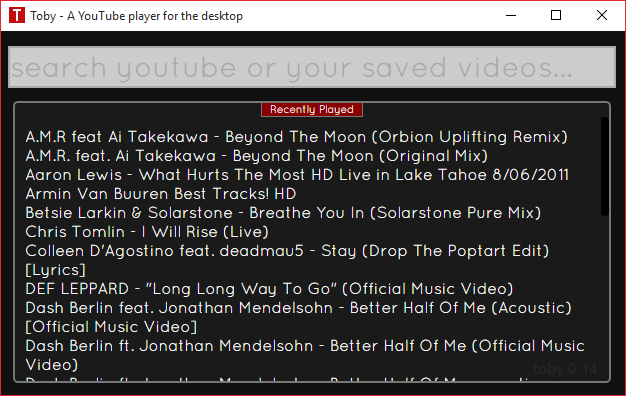 T Toby - A YouTube player for the desktop
search youtube or your saved videos...
Recently Played
A.M.R feat Ai Takekawa - Beyond The Moon (Orbion Uplifting Remix)
A.M.R. feat. Ai Takekawa - Beyond The Moon (Original Mix)
Aaron Lewis - What Hurts The Most HD Live in Lake Tahoe 8/06/2011
Armin Van Buuren Best Tracks! HD
Betsie Larkin & Solarstone - Breathe You In (Solarstone Pure Mix)
Chris Tomlin - I Will Rise (Live)
Colleen D'Agostino feat. deadmau5 - Stay (Drop The Poptart Edit)
[Lyrics]
DEF LEPPARD - "Long Long Way To Go" (Official Music Video)
Dash Berlin feat. Jonathan Mendelsohn - Better Half Of Me (Acoustic)
[Official Music Video]
Dash Berlin ft. Jonathan Mendelsohn - Better Half Of Me (Official Music
Video)
toby 0.14